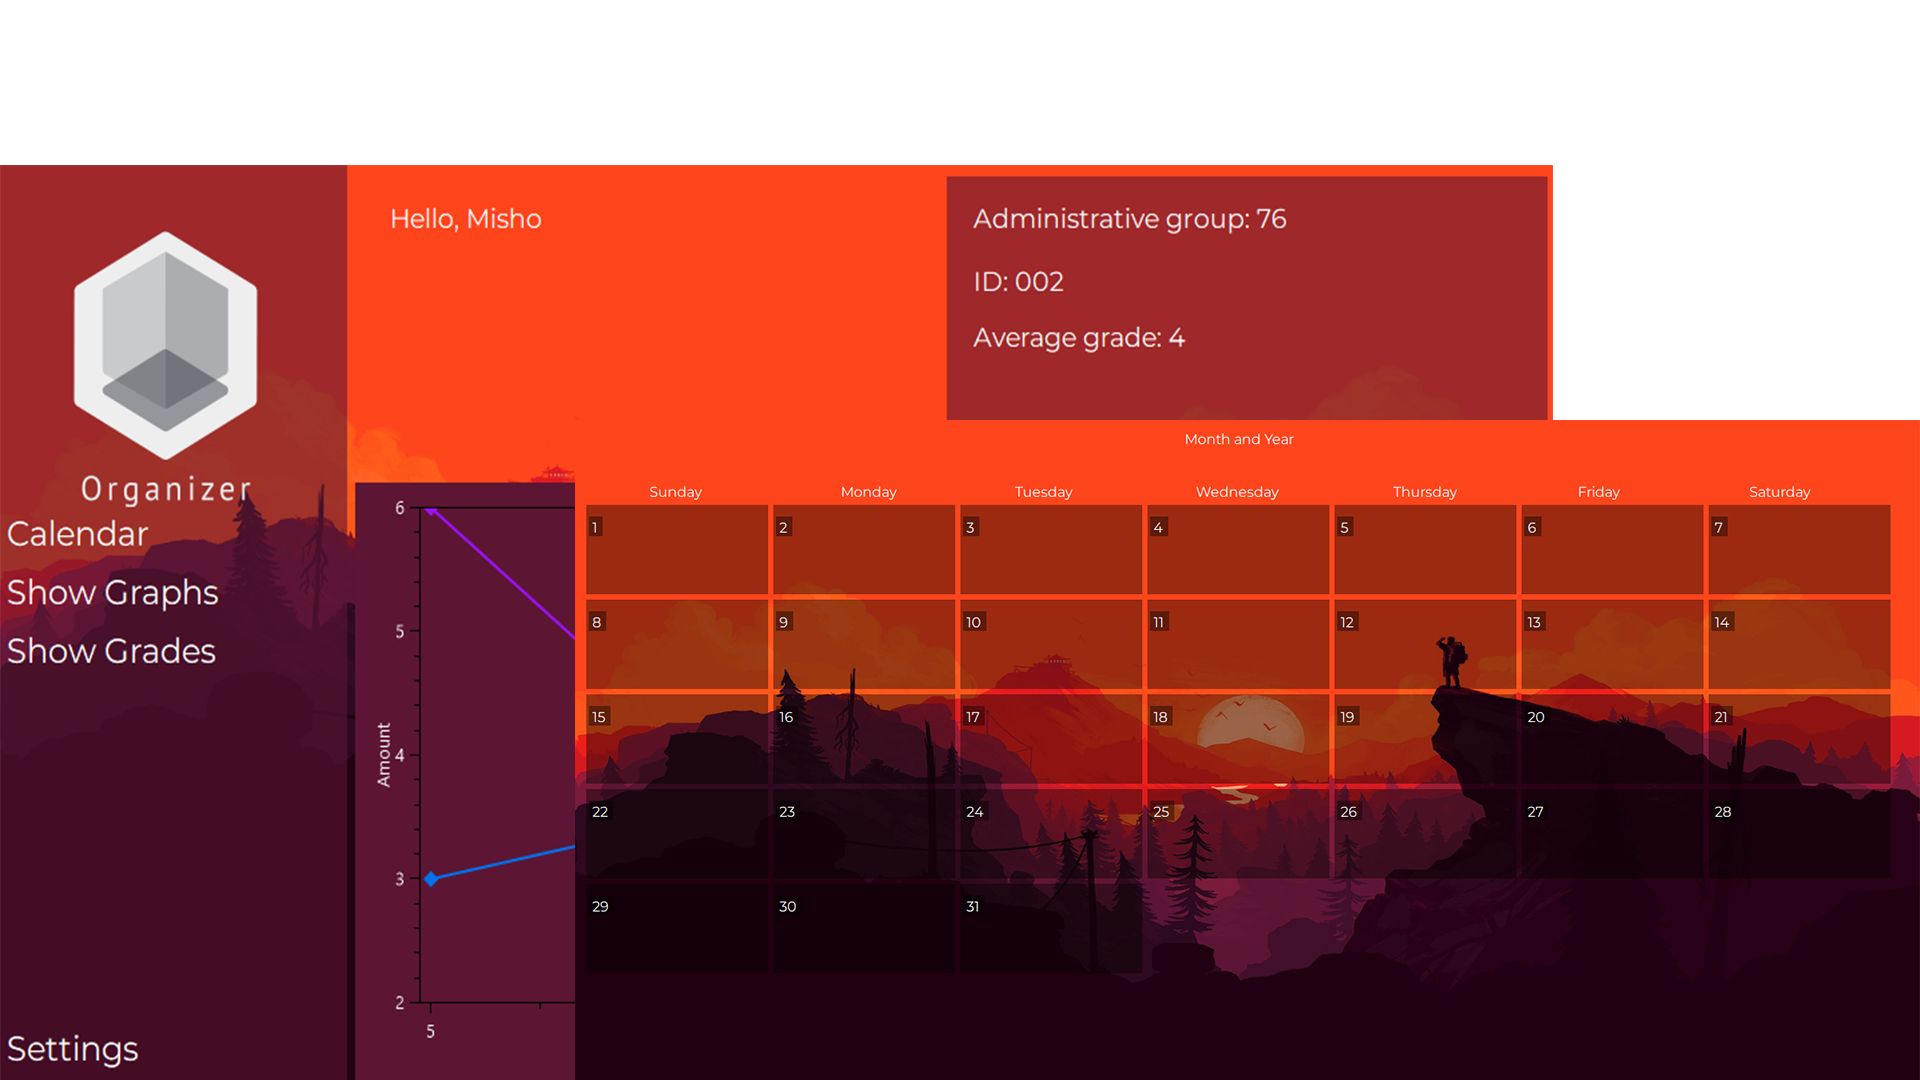 Hello, Misho
Administrative group: 76
ID: 002
Average grade: 4
Organizer
Calendar
Show Graphs
Show Grades
Settings
6
5
Amount
4
3
2
5
Month and Year
Sunday Monday Tuesday Wednesday Thursday Friday Saturday
1 2 3 4 5 6 7
8 9 10 11 12 13 14
15 16 17 18 19 20 21
22 23 24 25 26 27 28
29 30 31